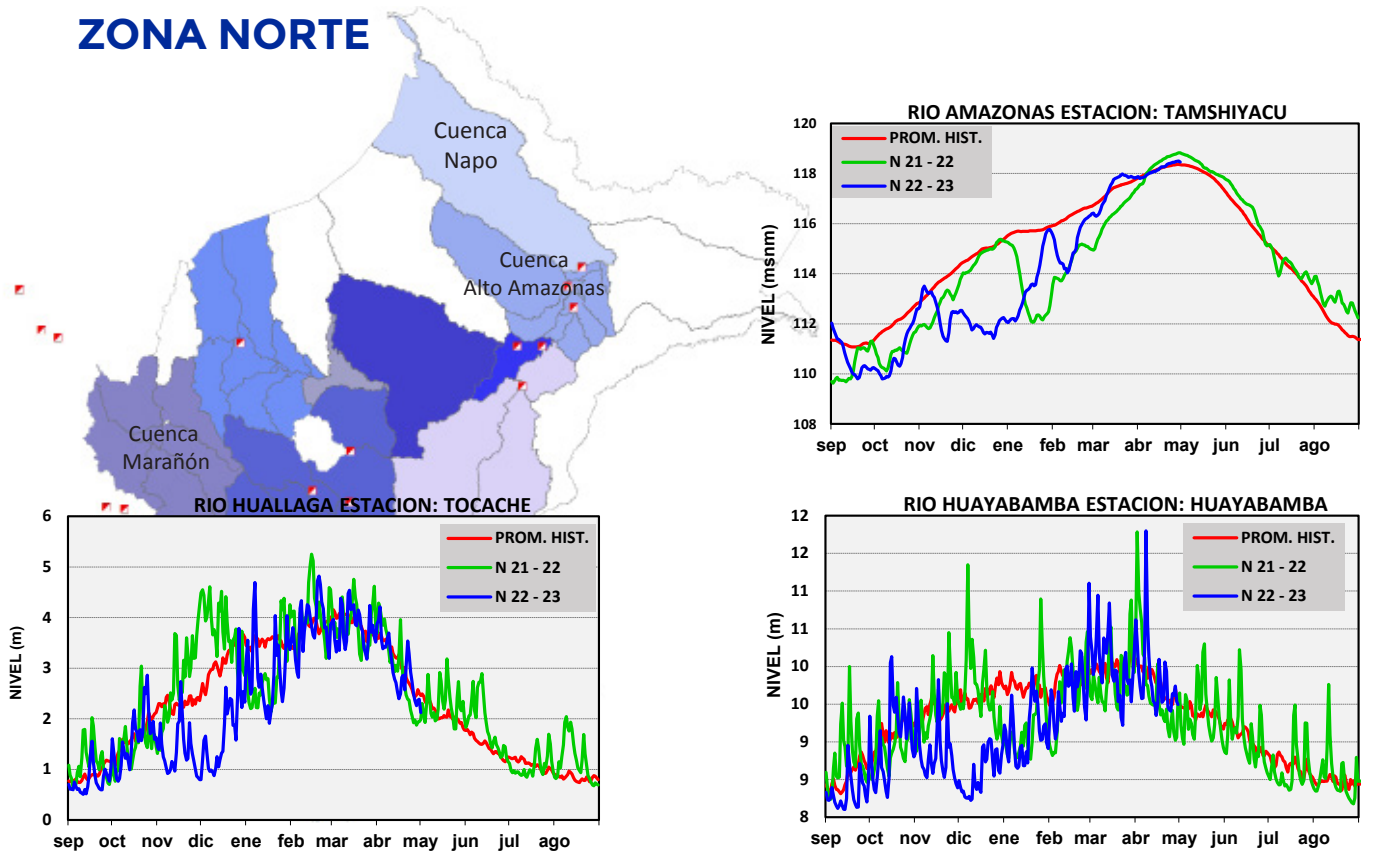 ZONA NORTE
Cuenca
Napo
Cuenca
Alto Amazonas
Cuenca
Marañón
RIO AMAZONAS ESTACION: TAMSHIYACU
NIVEL (msnm)
120
118
116
114
112
110
108
PROM. HIST.
N 21 - 22
N 22 - 23
sep oct nov dic ene feb mar abr may jun jul ago
RIO HUALLAGA ESTACION: TOCACHE
NIVEL (m)
6
5
4
3
2
1
0
PROM. HIST.
N 21 - 22
N 22 - 23
sep oct nov dic ene feb mar abr may jun jul ago
RIO HUAYABAMBA ESTACION: HUAYABAMBA
NIVEL (m)
12
12
11
11
10
10
9
9
8
PROM. HIST.
N 21 - 22
N 22 - 23
sep oct nov dic ene feb mar abr may jun jul ago